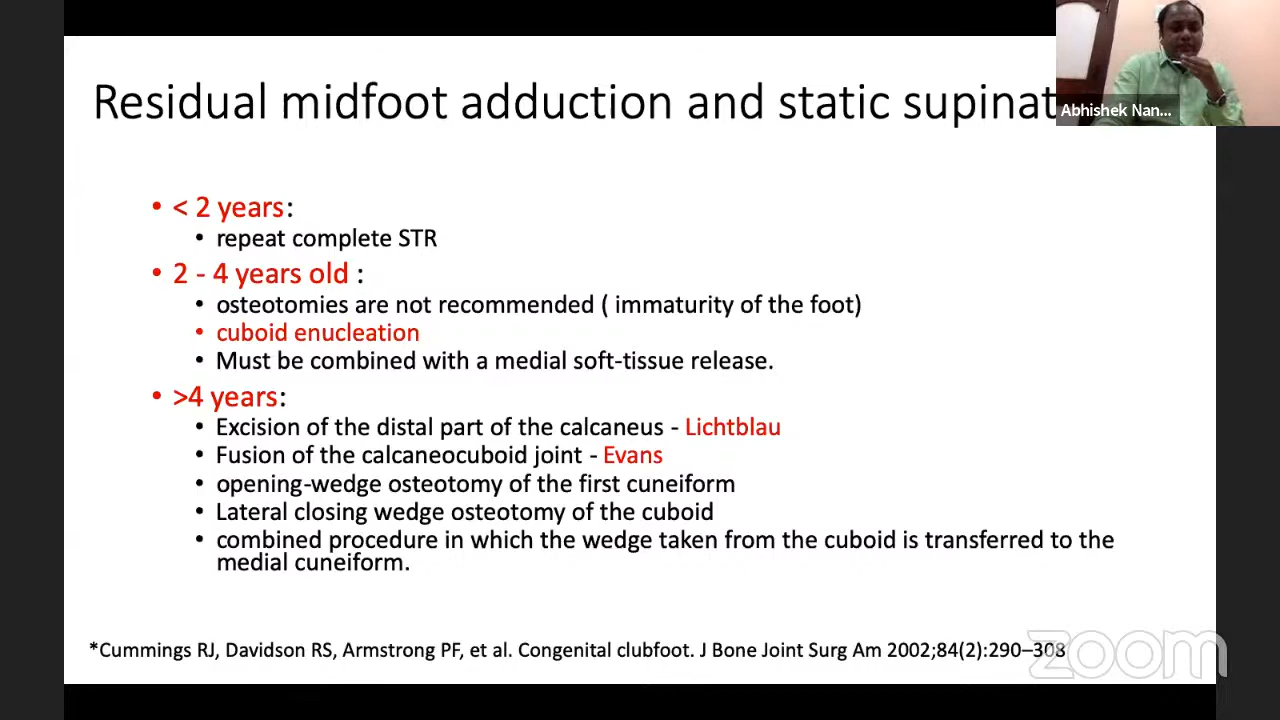 Residual midfoot adduction and static supinat
Abhishek Nan...
• < 2 years:
• repeat complete STR
• 2 - 4 years old :
• osteotomies are not recommended ( immaturity of the foot)
• cuboid enucleation
• Must be combined with a medial soft-tissue release.
• >4 years:
• Excision of the distal part of the calcaneus - Lichtblau
• Fusion of the calcaneocuboid joint - Evans
• opening-wedge osteotomy of the first cuneiform
• Lateral closing wedge osteotomy of the cuboid
• combined procedure in which the wedge taken from the cuboid is transferred to the
medial cuneiform.
*Cummings RJ, Davidson RS, Armstrong PF, et al. Congenital clubfoot. J Bone Joint Surg Am 2002;84(2):290–308
zoom